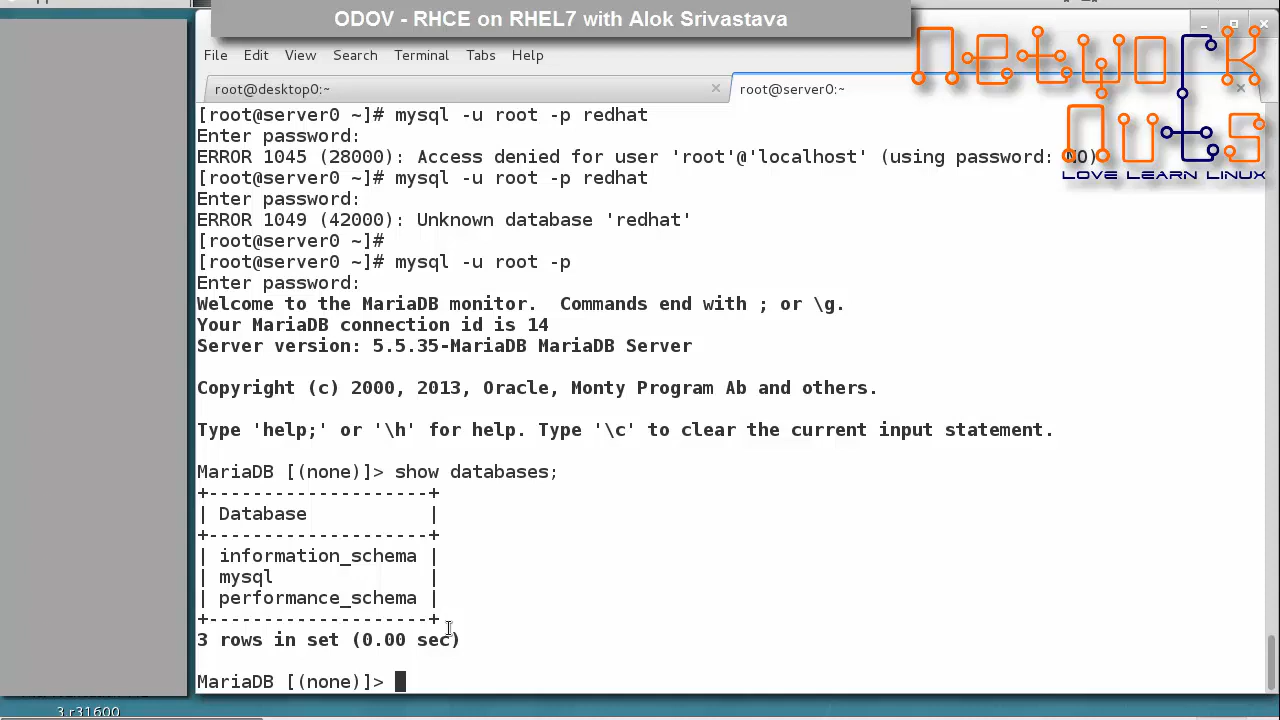 ODOV - RHCE on RHEL7 with Alok Srivastava
File Edit View Search Terminal Tabs Help
root@desktop0:~ × root@server0:~ ×
NETWORK
NUTS
LOVE LEARN LINUX
[root@server0 ~]# mysql -u root -p redhat
Enter password:
ERROR 1045 (28000): Access denied for user 'root'@'localhost' (using password: NO)
[root@server0 ~]# mysql -u root -p redhat
Enter password:
ERROR 1049 (42000): Unknown database 'redhat'
[root@server0 ~]#
[root@server0 ~]# mysql -u root -p
Enter password:
Welcome to the MariaDB monitor.  Commands end with ; or \g.
Your MariaDB connection id is 14
Server version: 5.5.35-MariaDB MariaDB Server
Copyright (c) 2000, 2013, Oracle, Monty Program Ab and others.
Type 'help;' or '\h' for help. Type '\c' to clear the current input statement.
MariaDB [(none)]> show databases;
+--------------------+
| Database           |
+--------------------+
| information_schema |
| mysql              |
| performance_schema |
+--------------------+
3 rows in set (0.00 sec)
MariaDB [(none)]>
3 r31600